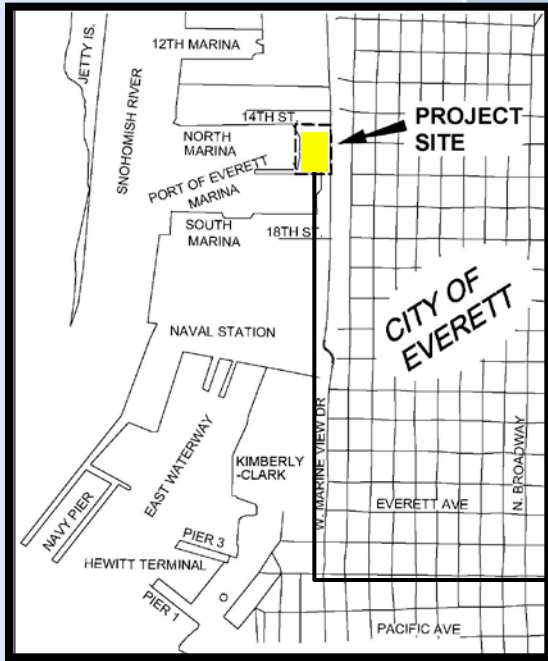 12TH MARINA
JETTY IS.
SNOHOMISH RIVER
14TH ST.
PROJECT
SITE
NORTH
MARINA
PORT OF EVERETT
MARINA
SOUTH
MARINA
18TH ST.
CITY OF
EVERETT
NAVAL STATION
W. MARINE VIEW DR
N. BROADWAY
EAST WATERWAY
KIMBERLY
-CLARK
EVERETT AVE
NAVY PIER
PIER 3
HEWITT TERMINAL
PIER 1
PACIFIC AVE